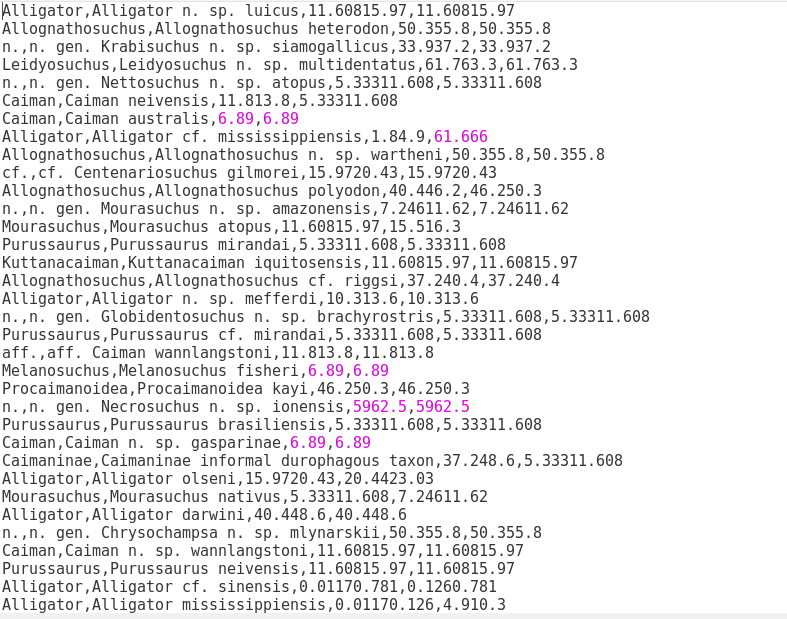 Alligator,Alligator n. sp. luicus,11.60815.97,11.60815.97
Allognathosuchus,Allognathosuchus heterodon,50.355.8,50.355.8
n.,n. gen. Krabisuchus n. sp. siamogallicus,33.937.2,33.937.2
Leidyosuchus,Leidyosuchus n. sp. multidentatus,61.763.3,61.763.3
n.,n. gen. Nettosuchus n. sp. atopus,5.33311.608,5.33311.608
Caiman,Caiman neivensis,11.813.8,5.33311.608
Caiman,Caiman australis,6.89,6.89
Alligator,Alligator cf. mississippiensis,1.84.9,61.666
Allognathosuchus,Allognathosuchus n. sp. wartheni,50.355.8,50.355.8
cf.,cf. Centenariosuchus gilmorei,15.9720.43,15.9720.43
Allognathosuchus,Allognathosuchus polyodon,40.446.2,46.250.3
n.,n. gen. Mourasuchus n. sp. amazonensis,7.24611.62,7.24611.62
Mourasuchus,Mourasuchus atopus,11.60815.97,15.516.3
Purussaurus,Purussaurus mirandai,5.33311.608,5.33311.608
Kuttanacaiman,Kuttanacaiman iquitosensis,11.60815.97,11.60815.97
Allognathosuchus,Allognathosuchus cf. riggsi,37.240.4,37.240.4
Alligator,Alligator n. sp. mefferdi,10.313.6,10.313.6
n.,n. gen. Globidentosuchus n. sp. brachyrostris,5.33311.608,5.33311.608
Purussaurus,Purussaurus cf. mirandai,5.33311.608,5.33311.608
aff.,aff. Caiman wannlangstoni,11.813.8,11.813.8
Melanosuchus,Melanosuchus fisheri,6.89,6.89
Procaimanoidea,Procaimanoidea kayi,46.250.3,46.250.3
n.,n. gen. Necrosuchus n. sp. ionensis,5962.5,5962.5
Purussaurus,Purussaurus brasiliensis,5.33311.608,5.33311.608
Caiman,Caiman n. sp. gasparinae,6.89,6.89
Caimaninae,Caimaninae informal durophagous taxon,37.248.6,5.33311.608
Alligator,Alligator olseni,15.9720.43,20.4423.03
Mourasuchus,Mourasuchus nativus,5.33311.608,7.24611.62
Alligator,Alligator darwini,40.448.6,40.448.6
n.,n. gen. Chrysochampsa n. sp. mlynarskii,50.355.8,50.355.8
Caiman,Caiman n. sp. wannlangstoni,11.60815.97,11.60815.97
Purussaurus,Purussaurus neivensis,11.60815.97,11.60815.97
Alligator,Alligator cf. sinensis,0.01170.781,0.1260.781
Alligator,Alligator mississippiensis,0.01170.126,4.910.3